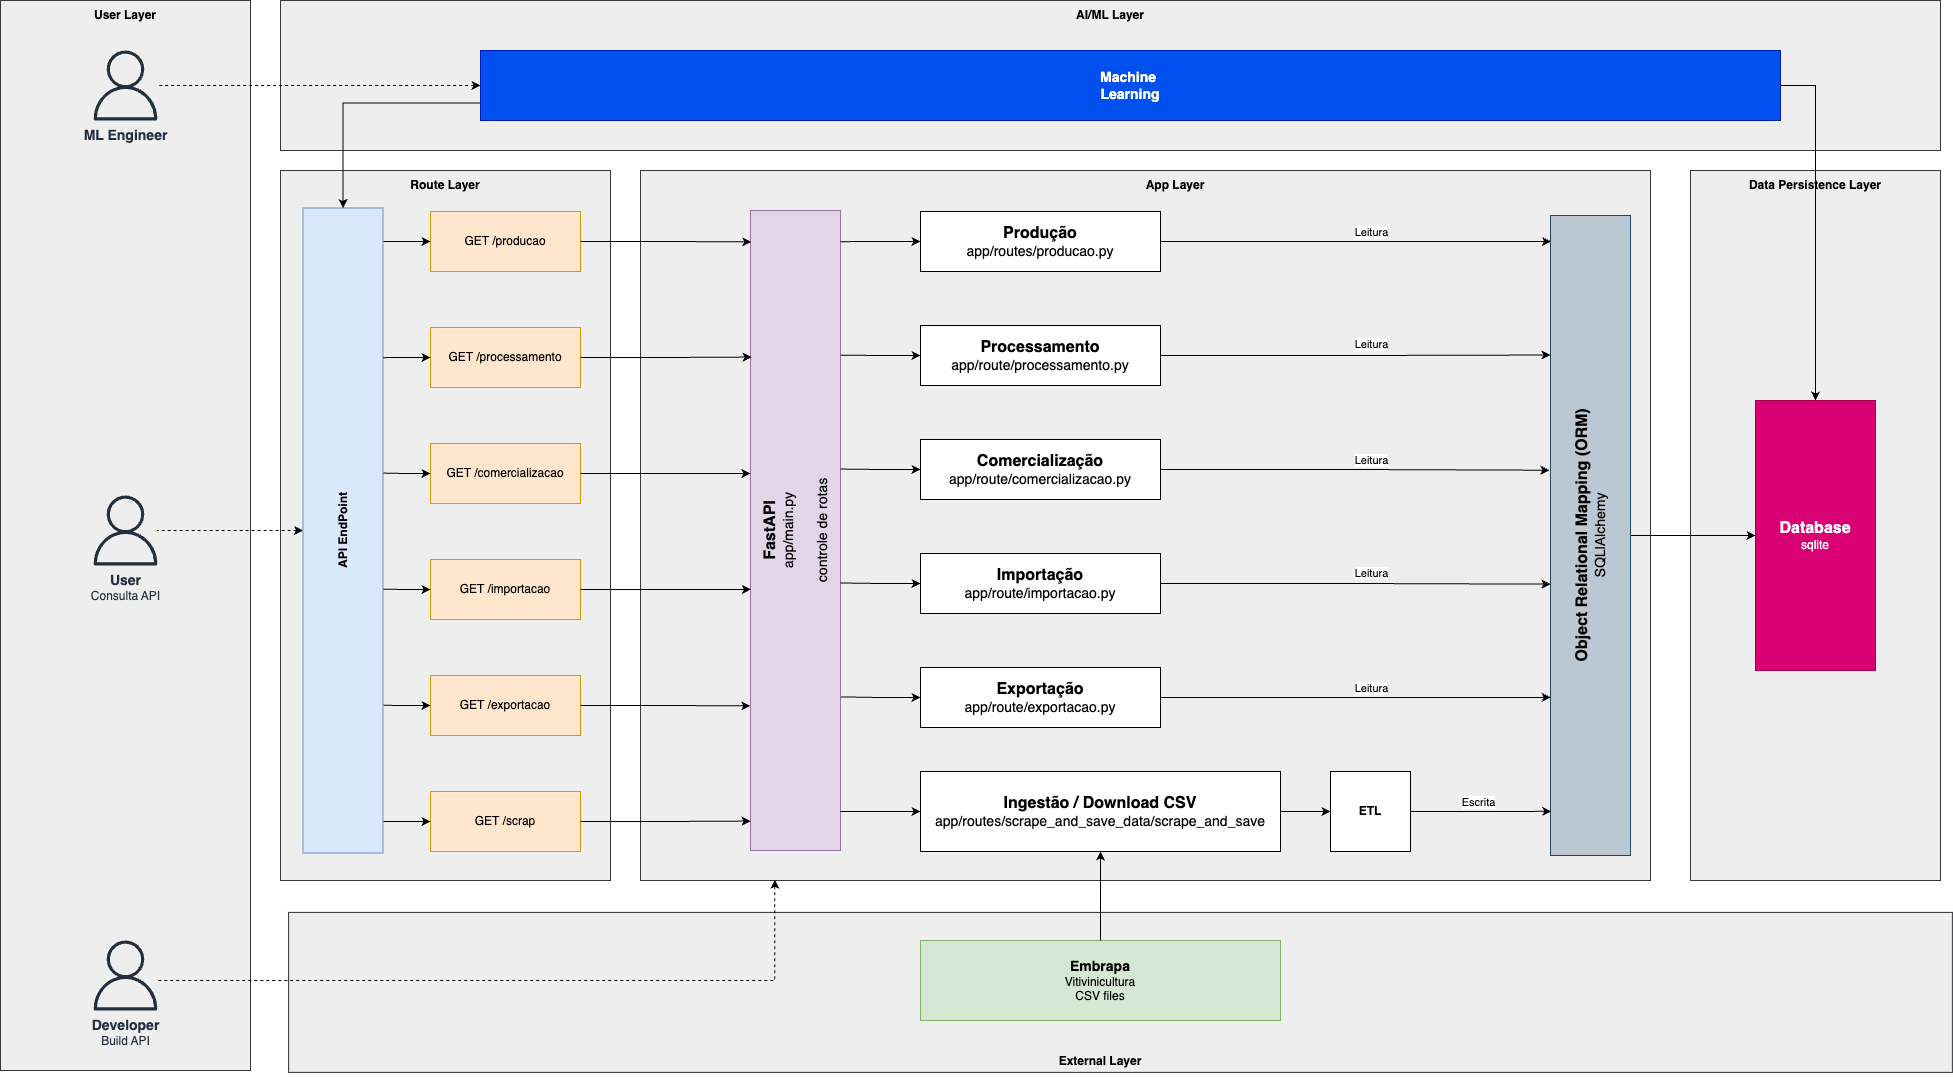 User Layer
ML Engineer
User
Consulta API
Developer
Build API
AI/ML Layer
Machine
Learning
Route Layer
API EndPoint
GET /producao
GET /processamento
GET /comercializacao
GET /importacao
GET /exportacao
GET /scrap
App Layer
FastAPI
app/main.py
controle de rotas
Produção
app/routes/producao.py
Leitura
Processamento
app/route/processamento.py
Leitura
Comercialização
app/route/comercializacao.py
Leitura
Importação
app/route/importacao.py
Leitura
Exportação
app/route/exportacao.py
Leitura
Ingestão / Download CSV
app/routes/scrape_and_save_data/scrape_and_save
ETL
Escrita
Object Relational Mapping (ORM)
SQLIAlchemy
Data Persistence Layer
Database
sqlite
Embrapa
Vitivinicultura
CSV files
External Layer